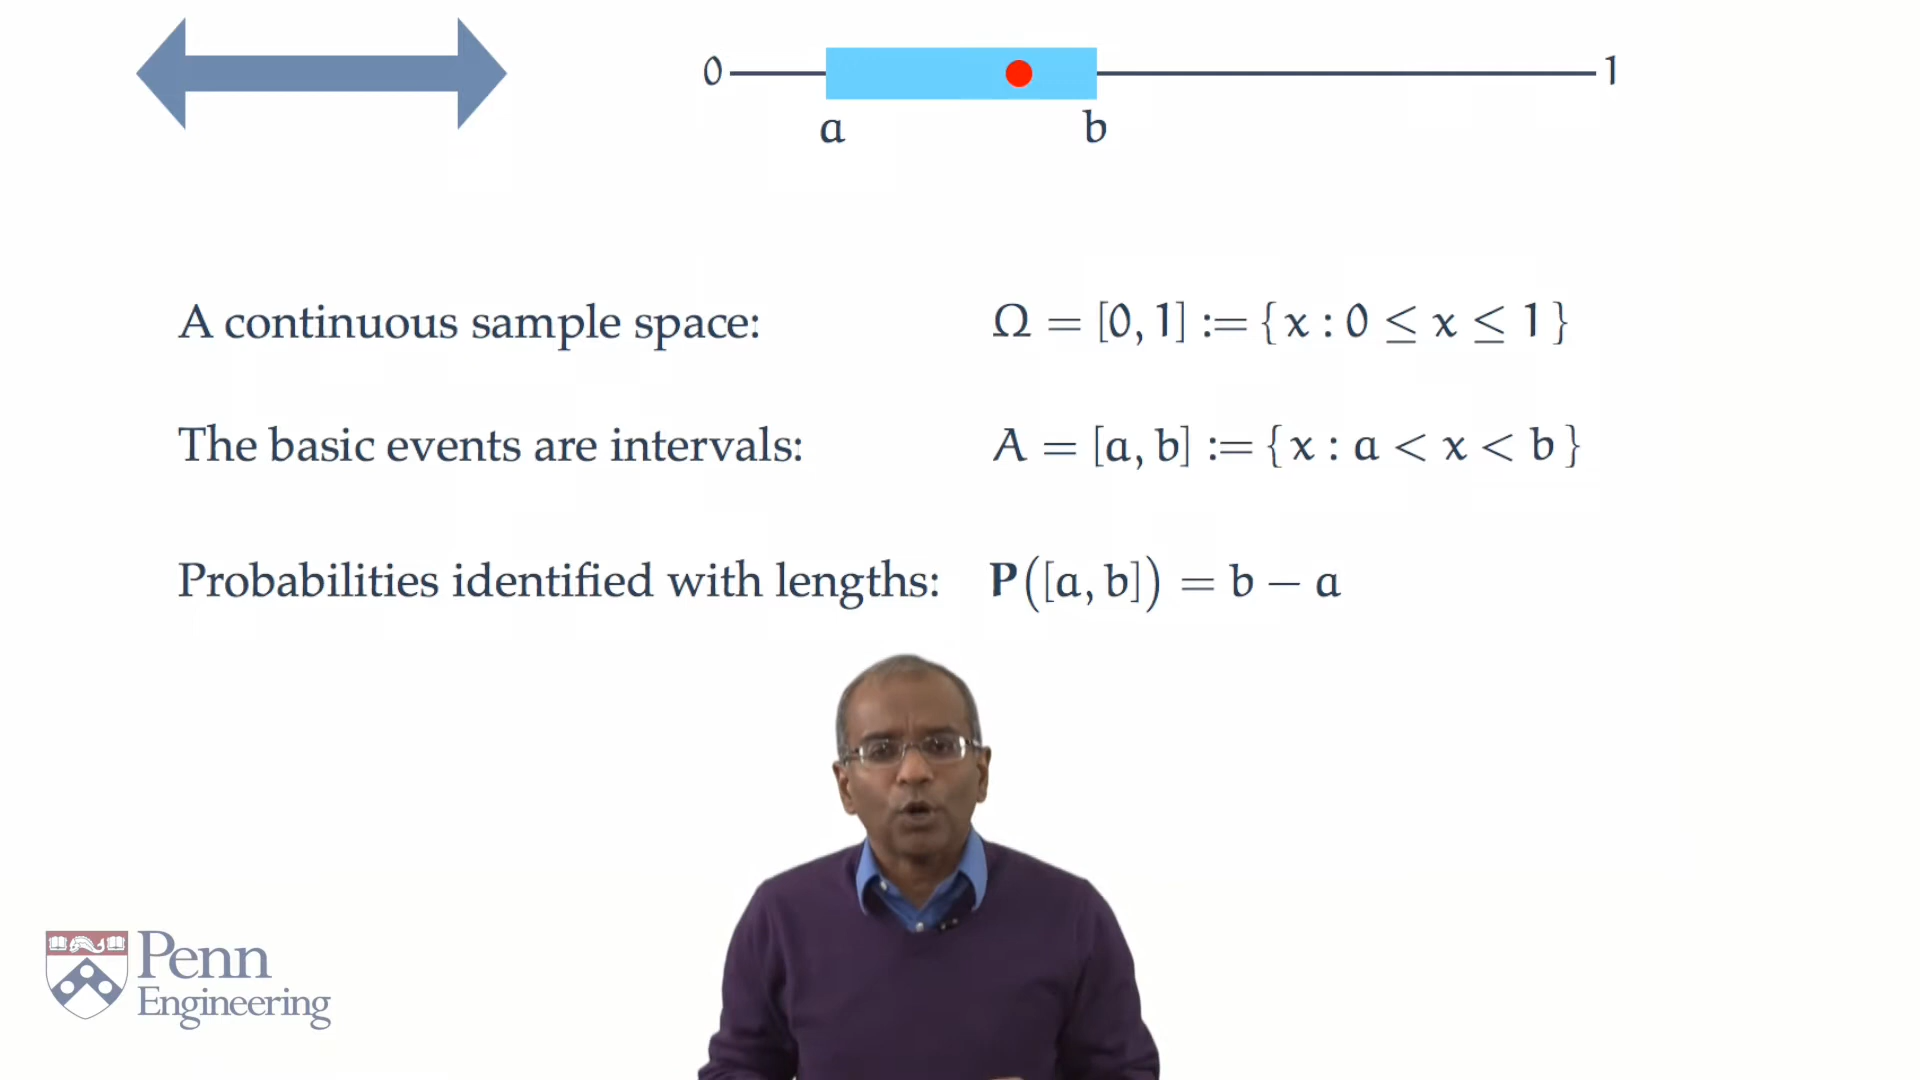 0 1
a b
A continuous sample space: Ω = [0, 1] := { x : 0 ≤ x ≤ 1 }
The basic events are intervals: A = [a, b] := { x : a < x < b }
Probabilities identified with lengths: P([a, b]) = b − a
Penn
Engineering